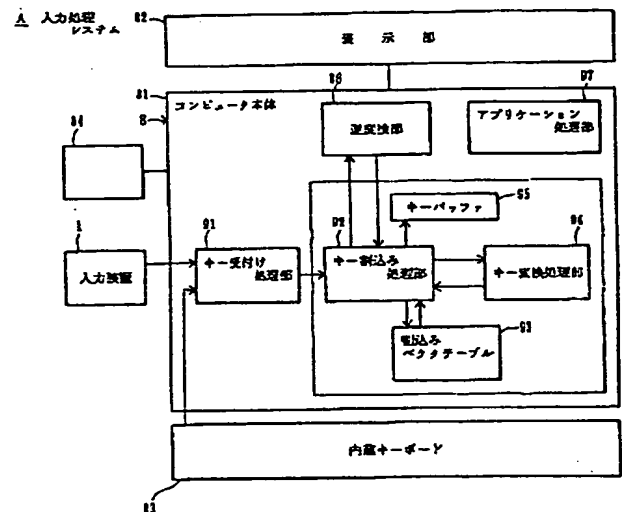 A 入力処理
システム
82
表 示 部
81
コンピュータ本体
S
96
逆変換部
97
アプリケーション
処理部
84
95
キーバッファ
1
入力装置
91
キー受付け
処理部
92
キー割込み
処理部
94
キー変換処理部
93
割込み
ベクタテーブル
内蔵キーボード
83